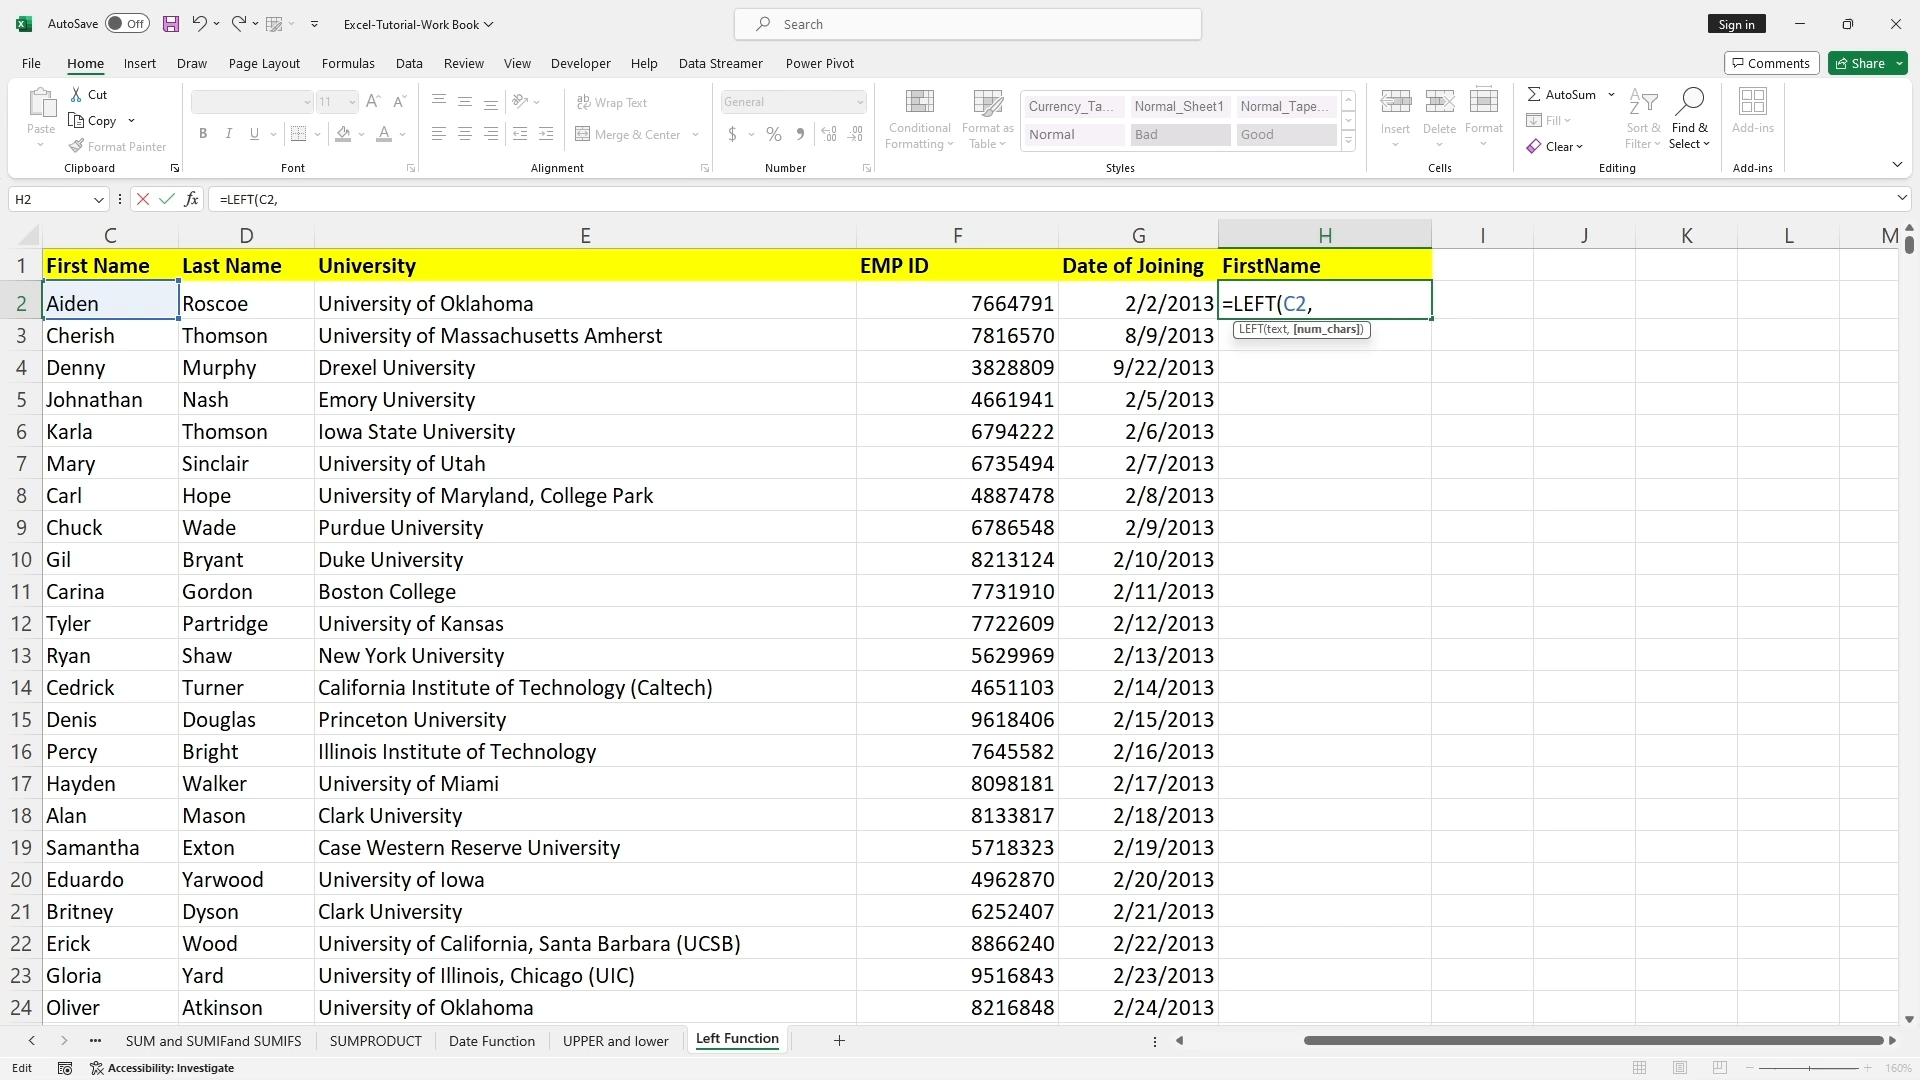 AutoSave Off Excel-Tutorial-Work Book Search Sign in
File Home Insert Draw Page Layout Formulas Data Review View Developer Help Data Streamer Power Pivot Comments Share
Paste Cut Copy Format Painter Clipboard
11 B I U Font
ab Wrap Text Merge & Center Alignment
General $ % , Number
Conditional Formatting Format as Table Currency_Ta... Normal_Sheet1 Normal_Tape... Normal Bad Good Styles
Insert Delete Format Cells
AutoSum Fill Clear Sort & Filter Find & Select Editing
Add-ins Add-ins
H2 fx =LEFT(C2,
C D E F G H I J K L M
1 First Name Last Name University EMP ID Date of Joining FirstName
2 Aiden Roscoe University of Oklahoma 7664791 2/2/2013 =LEFT(C2,
LEFT(text, [num_chars])
3 Cherish Thomson University of Massachusetts Amherst 7816570 8/9/2013
4 Denny Murphy Drexel University 3828809 9/22/2013
5 Johnathan Nash Emory University 4661941 2/5/2013
6 Karla Thomson Iowa State University 6794222 2/6/2013
7 Mary Sinclair University of Utah 6735494 2/7/2013
8 Carl Hope University of Maryland, College Park 4887478 2/8/2013
9 Chuck Wade Purdue University 6786548 2/9/2013
10 Gil Bryant Duke University 8213124 2/10/2013
11 Carina Gordon Boston College 7731910 2/11/2013
12 Tyler Partridge University of Kansas 7722609 2/12/2013
13 Ryan Shaw New York University 5629969 2/13/2013
14 Cedrick Turner California Institute of Technology (Caltech) 4651103 2/14/2013
15 Denis Douglas Princeton University 9618406 2/15/2013
16 Percy Bright Illinois Institute of Technology 7645582 2/16/2013
17 Hayden Walker University of Miami 8098181 2/17/2013
18 Alan Mason Clark University 8133817 2/18/2013
19 Samantha Exton Case Western Reserve University 5718323 2/19/2013
20 Eduardo Yarwood University of Iowa 4962870 2/20/2013
21 Britney Dyson Clark University 6252407 2/21/2013
22 Erick Wood University of California, Santa Barbara (UCSB) 8866240 2/22/2013
23 Gloria Yard University of Illinois, Chicago (UIC) 9516843 2/23/2013
24 Oliver Atkinson University of Oklahoma 8216848 2/24/2013
... SUM and SUMIFand SUMIFS SUMPRODUCT Date Function UPPER and lower Left Function
Edit Accessibility: Investigate 160%